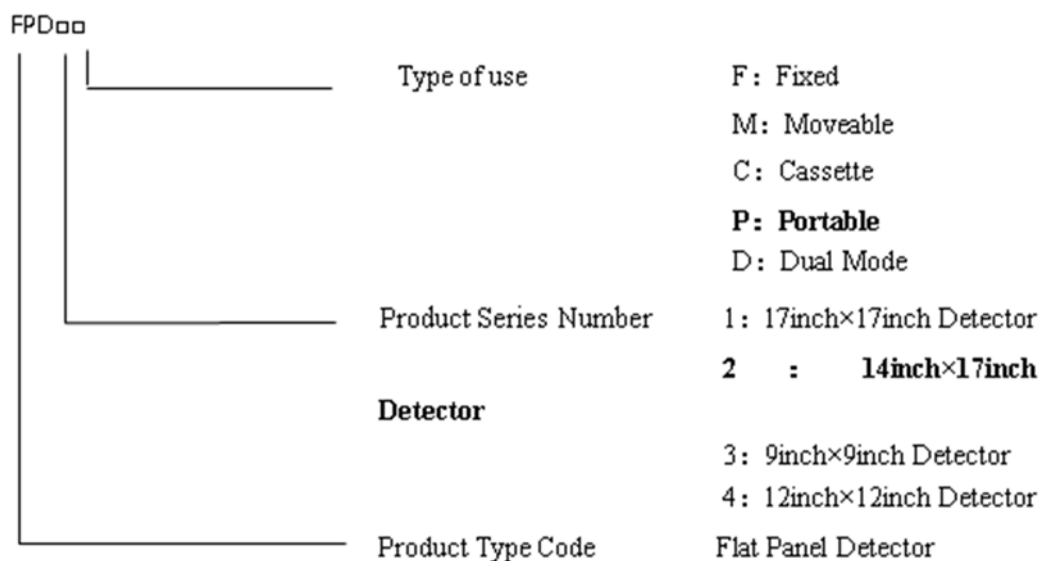 FPD□□
Type of use F：Fixed
M：Moveable
C：Cassette
P：Portable
D：Dual Mode
Product Series Number 1：17inch×17inch Detector
2 ： 14inch×17inch
Detector
3：9inch×9inch Detector
4：12inch×12inch Detector
Product Type Code Flat Panel Detector